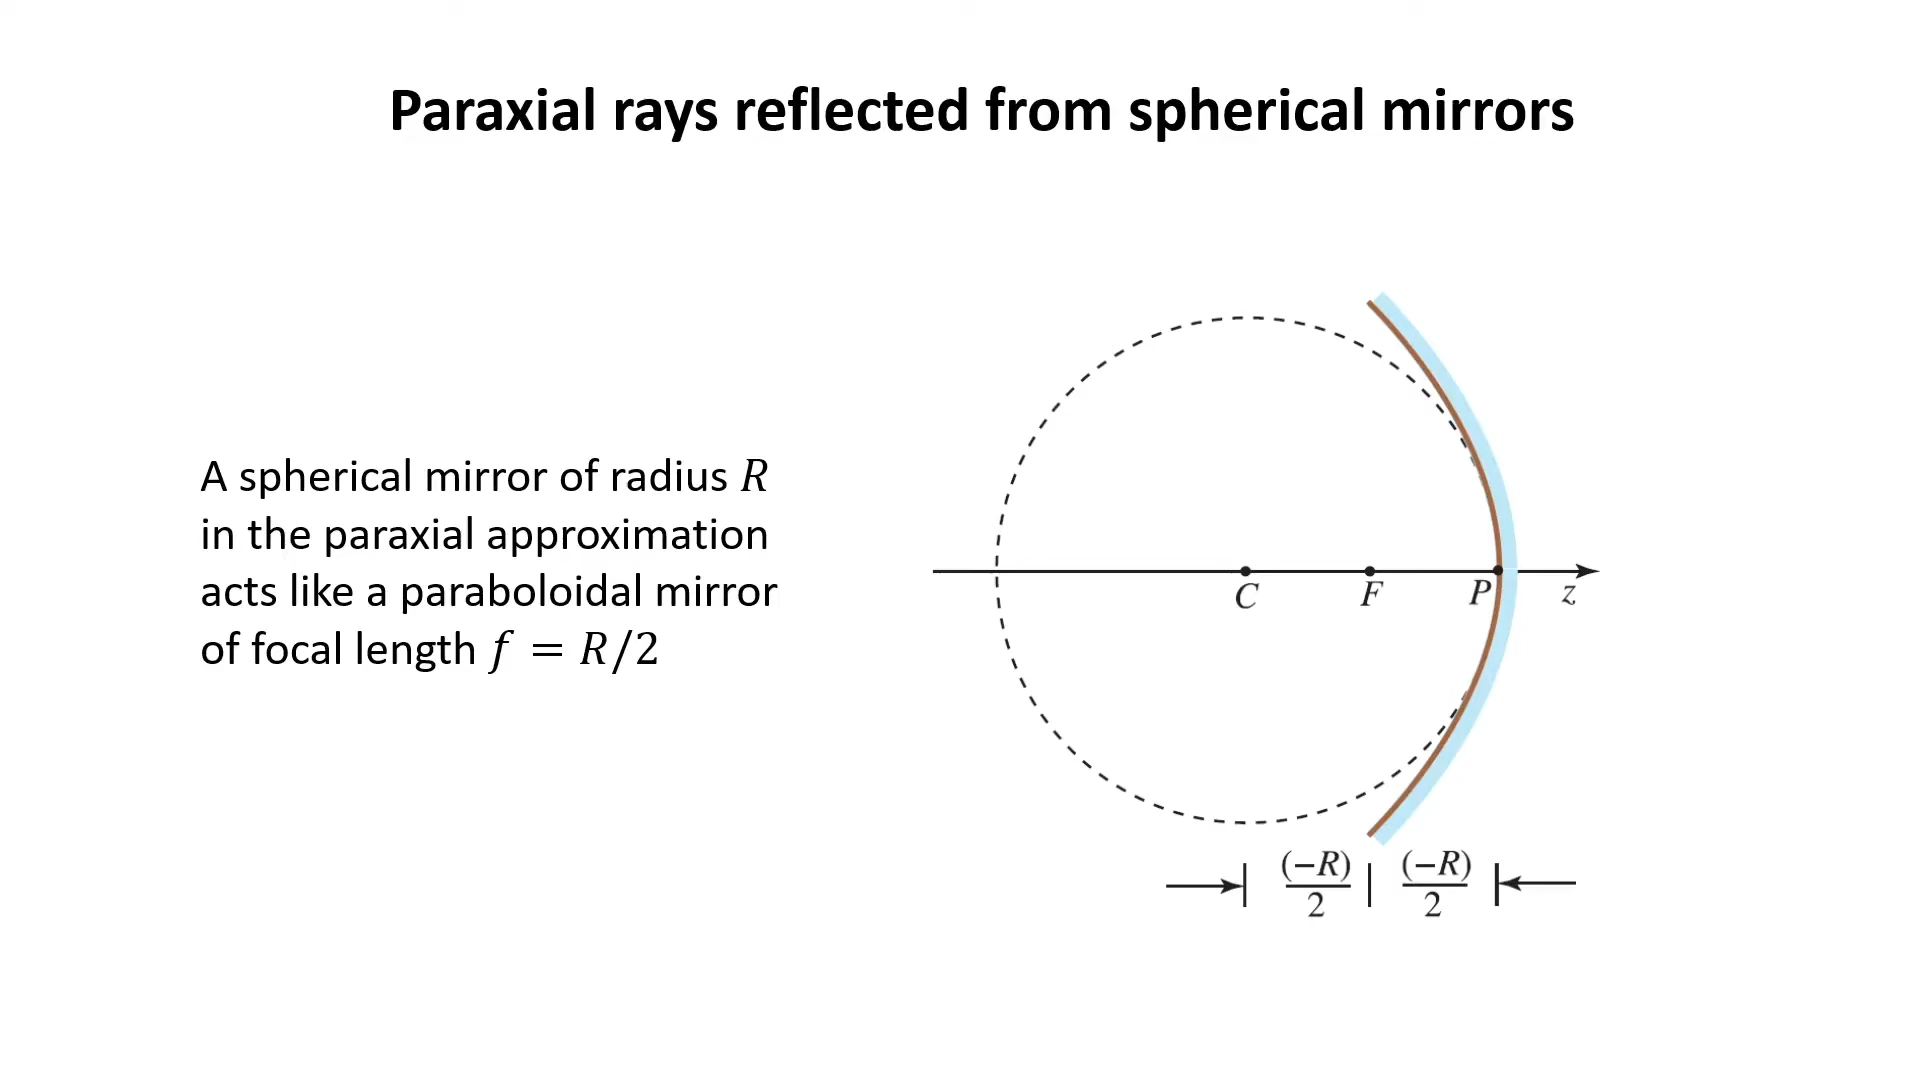 Paraxial rays reflected from spherical mirrors
A spherical mirror of radius R
in the paraxial approximation
acts like a paraboloidal mirror
of focal length f = R/2
C F P z
(−R)/2 (−R)/2